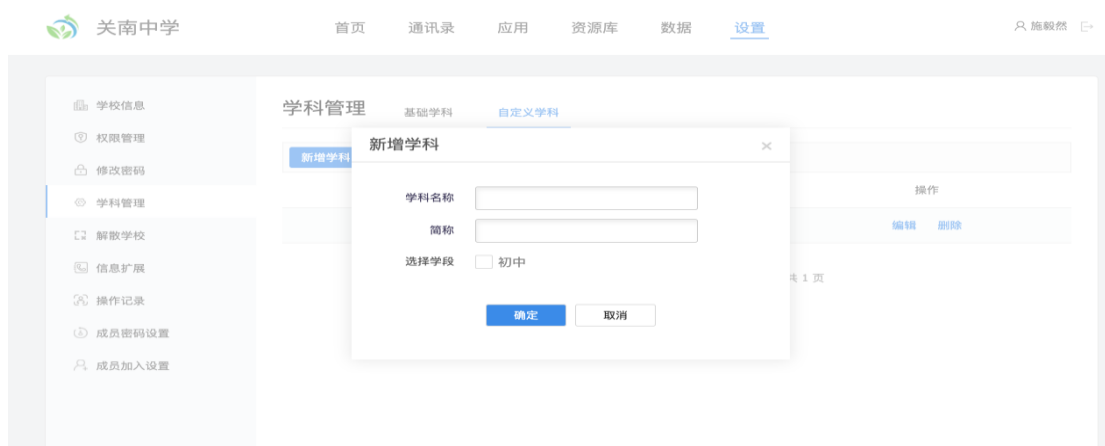 关南中学 首页 通讯录 应用 资源库 数据 设置 施毅然
学校信息
权限管理
修改密码
学科管理
解散学校
信息扩展
操作记录
成员密码设置
成员加入设置
学科管理 基础学科 自定义学科
新增学科
操作
编辑 删除
共 1 页
新增学科 ×
学科名称
简称
选择学段 初中
确定 取消